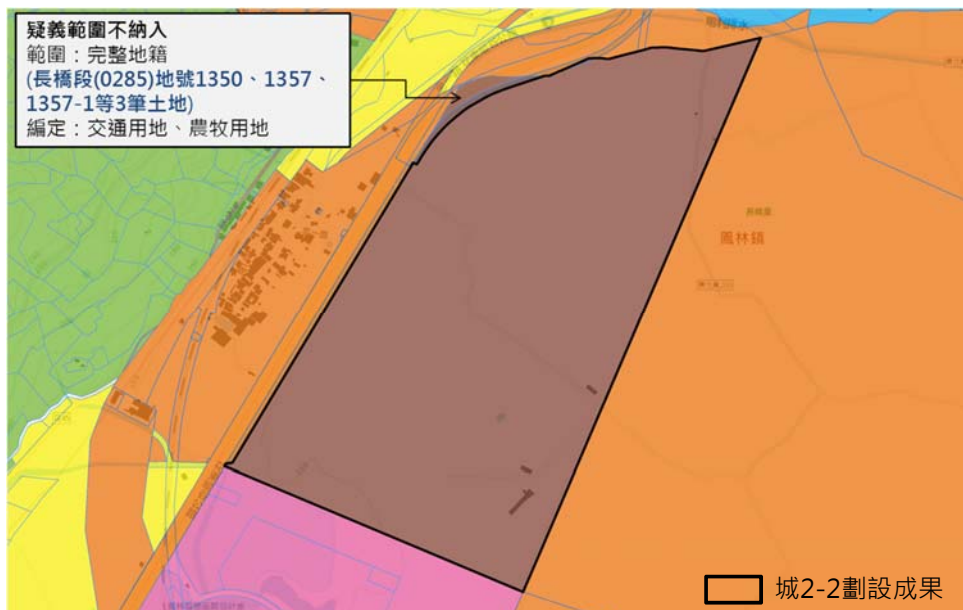 疑義範圍不納入
範圍：完整地籍
(長橋段(0285)地號1350、1357、
1357-1等3筆土地)
編定：交通用地、農牧用地
鳳林鎮
城2-2劃設成果